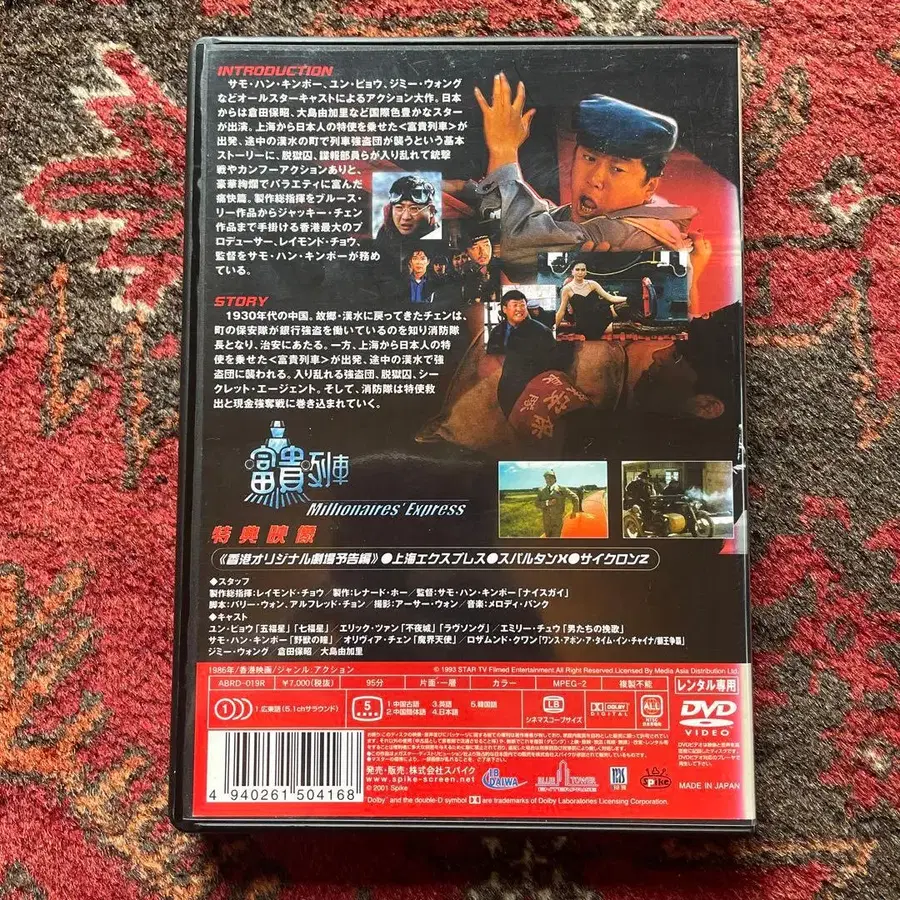 INTRODUCTION
サモ・ハン・キンポー、ユン・ピョウ、ジミー・ウォング
などオールスターキャストによるアクション大作。日本
からは倉田保昭、大島由加里など国際色豊かなスター
が出演。上海から日本人の特使を乗せた<富貴列車>が
出発、途中の漢水の町で列車強盗団が襲うという基本
ストーリーに、脱獄囚、諜報部員らが入り乱れて銃撃
戦やカンフーアクションありと、
豪華絢爛でバラエティに富んだ
痛快篇。製作総指揮をブルース・
リー作品からジャッキー・チェン
作品まで手掛ける香港最大のプ
ロデューサー、レイモンド・チョウ、
監督をサモ・ハン・キンポーが務め
ている。
STORY
1930年代の中国。故郷・漢水に戻ってきたチェンは、
町の保安隊が銀行強盗を働いているのを知り消防隊
長となり、治安にあたる。一方、上海から日本人の特
使を乗せた<富貴列車>が出発、途中の漢水で強
盗団に襲われる。入り乱れる強盗団、脱獄囚、シー
クレット・エージェント。そして、消防隊は特使救
出と現金強奪戦に巻き込まれていく。
富貴列車
Millionaires' Express
特典映像
《香港オリジナル劇場予告編》●上海エクスプレス●スパルタンX●サイクロンZ
◆スタッフ
製作総指揮:レイモンド・チョウ/製作:レナード・ホー/監督:サモ・ハン・キンポー「ナイスガイ」
脚本:バリー・ウォン、アルフレッド・チョン/撮影:アーサー・ウォン/音楽:メロディ・バンク
◆キャスト
ユン・ピョウ「五福星」「七福星」/エリック・ツァン「不夜城」「ラヴソング」/エミリー・チュウ「男たちの挽歌」
サモ・ハン・キンポー「野獣の瞳」/オリヴィア・チェン「魔界天使」/ロザムンド・クワン「ワンス・アポン・ア・タイム・イン・チャイナ/覇王争覇」
ジミー・ウォング/倉田保昭/大島由加里
1986年/香港映画/ジャンル:アクション
© 1993 STAR TV Filmed Entertainment All Right Reserved.Licensed By Media Asia Distribution Ltd.
ABRD-019R ¥7,000(税抜) 95分 片面・一層 カラー MPEG-2 複製不能 レンタル専用
1.広東語(5.1chサラウンド)
5 1.中国古語 3.英語 5.韓国語
2.中国簡体語 4.日本語
LB
シネマスコープサイズ
DOLBY
DIGITAL
ALL
NTSC
DVD
VIDEO
発売・販売:株式会社スパイク
www.spike-screen.net
© 2001 Spike
IB DAIWA
BLUE TOWER
ENTERPRISE
Spike
MADE IN JAPAN
4 940261 504168
"Dolby" and the double-D symbol are trademarks of Dolby Laboratories Licensing Corporation.